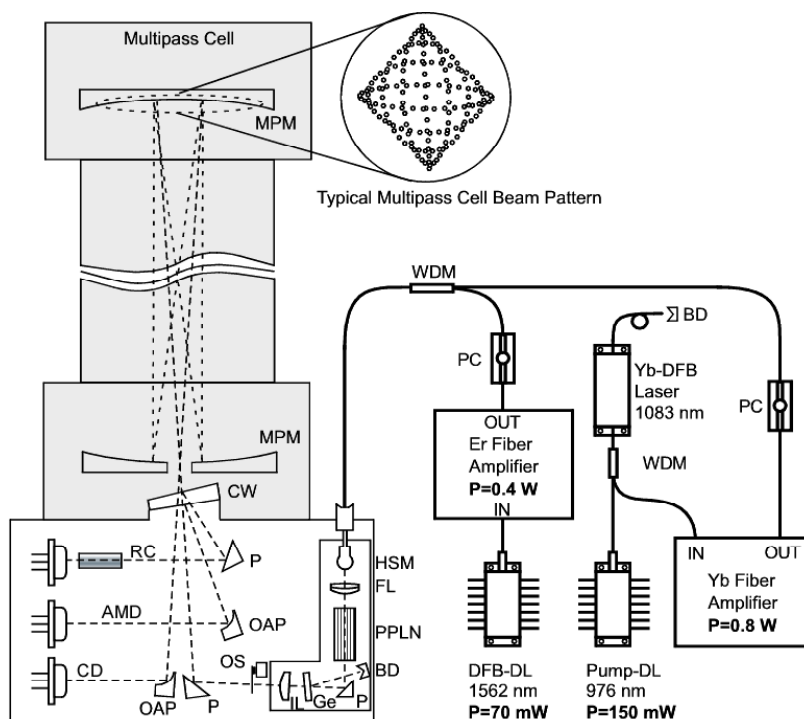 Multipass Cell
MPM
Typical Multipass Cell Beam Pattern
WDM
BD
PC
Yb-DFB
Laser
1083 nm
PC
OUT
Er Fiber
Amplifier
P=0.4 W
IN
MPM
WDM
CW
IN OUT
Yb Fiber
Amplifier
P=0.8 W
RC
P
HSM
FL
AMD
OAP
PPLN
CD
OS
BD
OAP
P
IL
Ge
P
DFB-DL
1562 nm
P=70 mW
Pump-DL
976 nm
P=150 mW